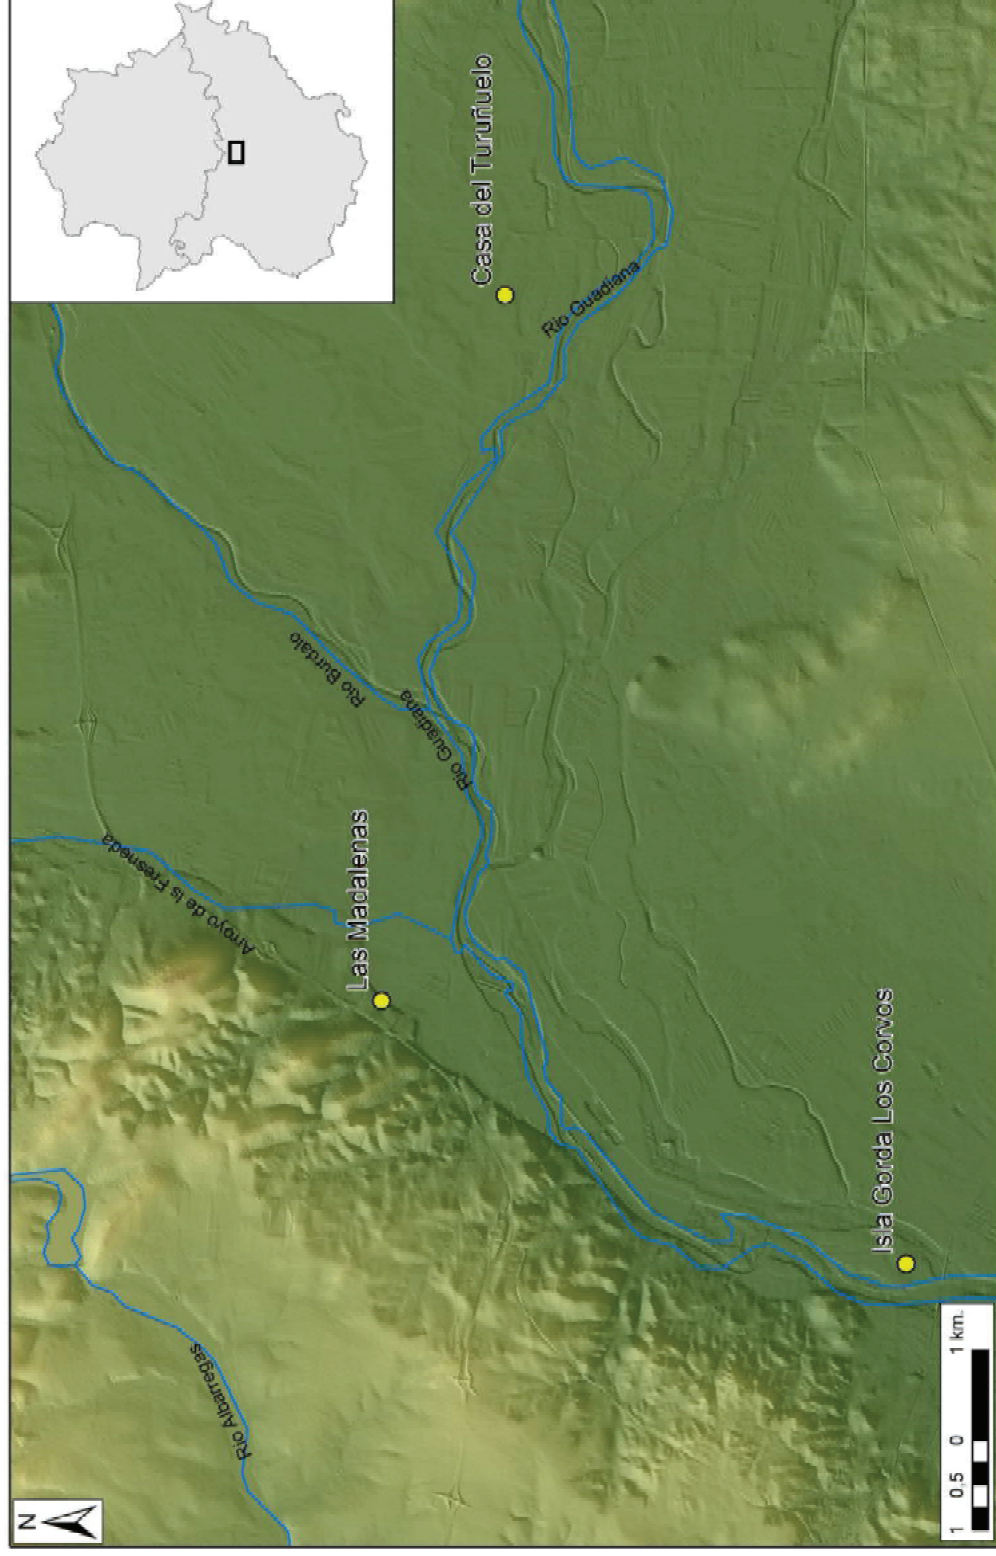 N
Arroyo de la Fresneda
Río Albarregas
Río Burdalo
Las Madalenas
Río Guadiana
Casa del Turuñuelo
Río Guadiana
Isla Gorda Los Corvos
1 0,5 0 1 km.